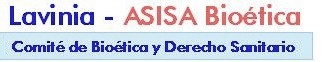 Lavinia - ASISA Bioética
Comité de Bioética y Derecho Sanitario